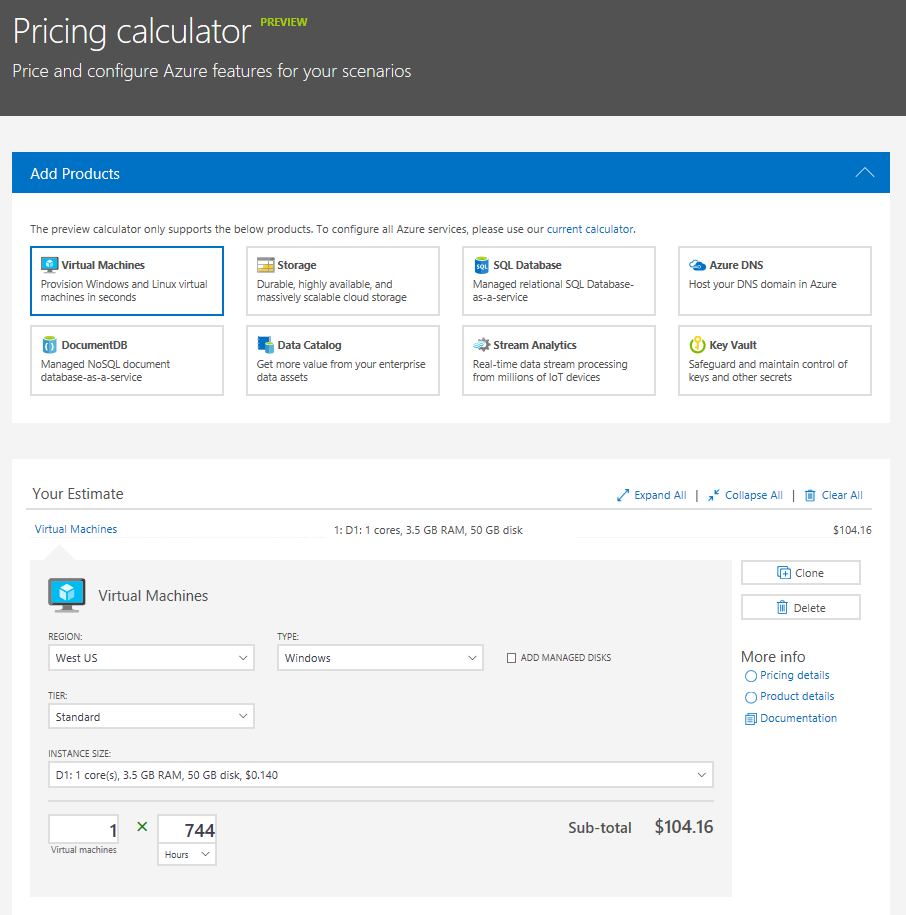 Pricing calculator PREVIEW
Price and configure Azure features for your scenarios
Add Products
The preview calculator only supports the below products. To configure all Azure services, please use our current calculator.
Virtual Machines
Provision Windows and Linux virtual
machines in seconds
Storage
Durable, highly available, and
massively scalable cloud storage
SQL
SQL Database
Managed relational SQL Database-
as-a-service
Azure DNS
Host your DNS domain in Azure
DocumentDB
Managed NoSQL document
database-as-a-service
Data Catalog
Get more value from your enterprise
data assets
Stream Analytics
Real-time data stream processing
from millions of IoT devices
Key Vault
Safeguard and maintain control of
keys and other secrets
Your Estimate
Expand All | Collapse All | Clear All
Virtual Machines 1: D1: 1 cores, 3.5 GB RAM, 50 GB disk $104.16
Clone
Delete
Virtual Machines
REGION:
West US
TYPE:
Windows
ADD MANAGED DISKS
TIER:
Standard
INSTANCE SIZE:
D1: 1 core(s), 3.5 GB RAM, 50 GB disk, $0.140
1 × 744
Virtual machines
Hours
Sub-total $104.16
More info
Pricing details
Product details
Documentation